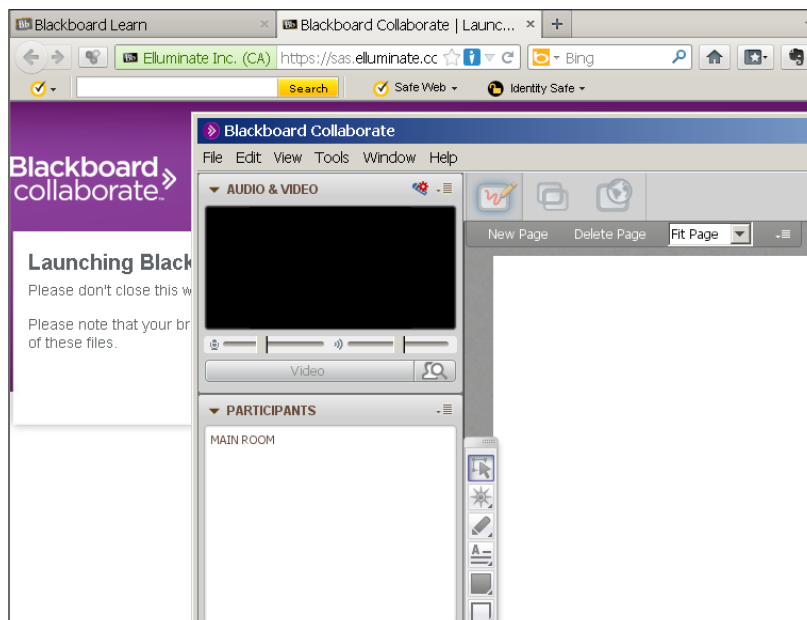 Blackboard Learn
Blackboard Collaborate | Launc...
Elluminate Inc. (CA)
https://sas.elluminate.cc
Bing
Search
Safe Web
Identity Safe
Blackboard
collaborate
Launching Black
Please don't close this w
Please note that your br
of these files.
Blackboard Collaborate
File Edit View Tools Window Help
AUDIO & VIDEO
Video
PARTICIPANTS
MAIN ROOM
New Page Delete Page Fit Page